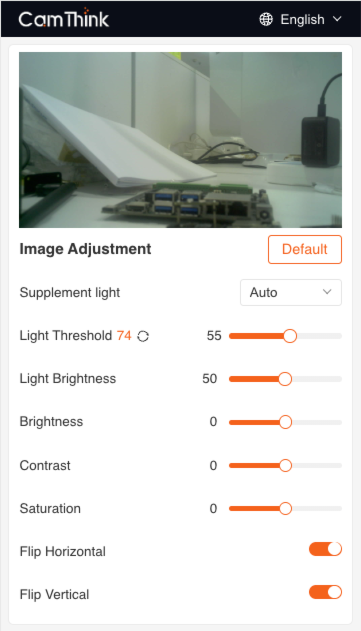 CamThink English
Image Adjustment Default
Supplement light Auto
Light Threshold 74 55
Light Brightness 50
Brightness 0
Contrast 0
Saturation 0
Flip Horizontal
Flip Vertical